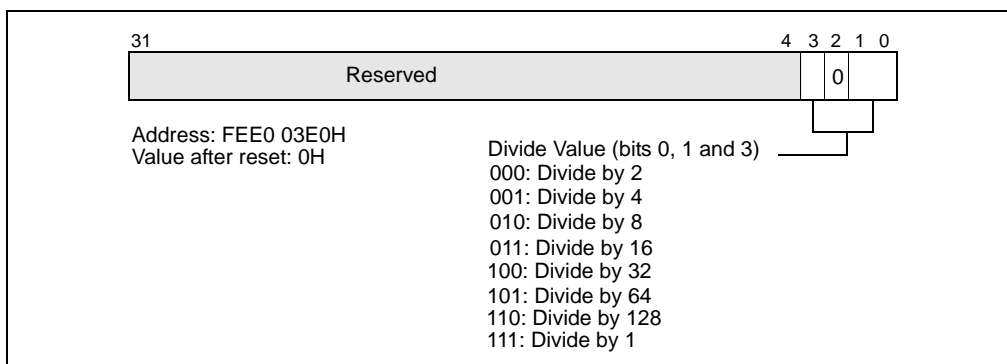 31 4 3 2 1 0
Reserved 0
Address: FEE0 03E0H
Value after reset: 0H
Divide Value (bits 0, 1 and 3)
000: Divide by 2
001: Divide by 4
010: Divide by 8
011: Divide by 16
100: Divide by 32
101: Divide by 64
110: Divide by 128
111: Divide by 1